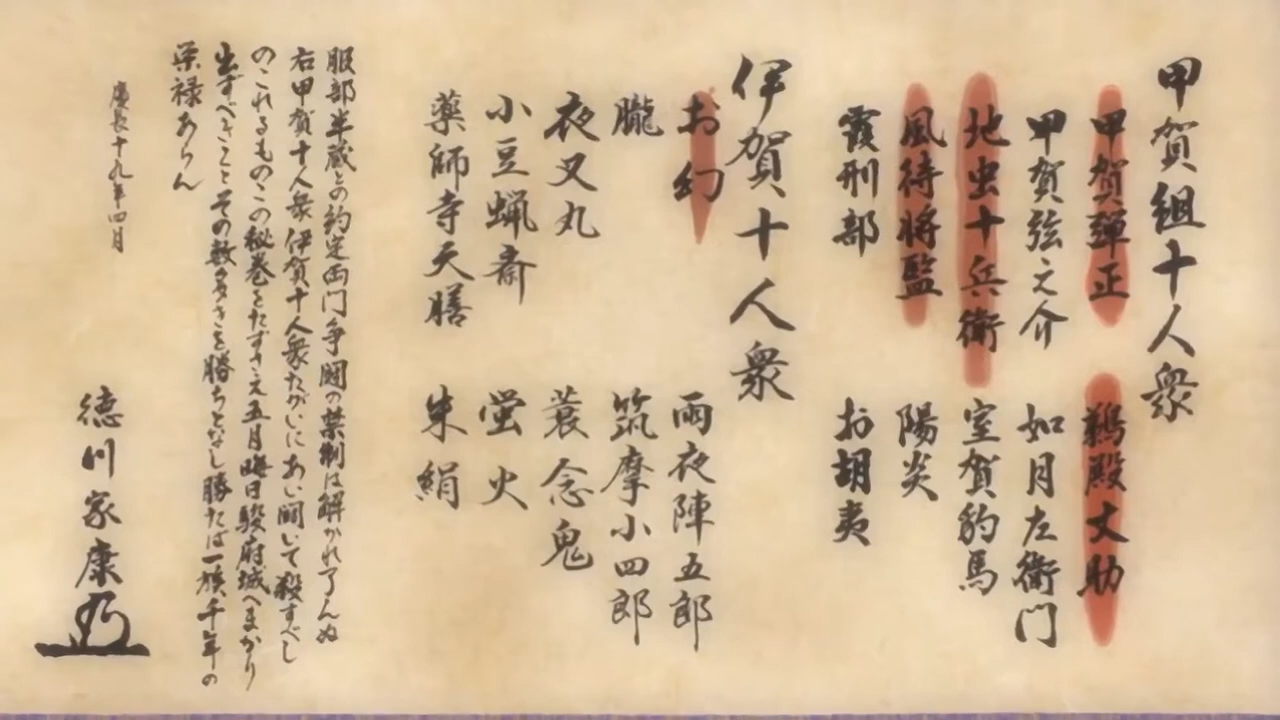 甲賀組十人衆
甲賀弾正
甲賀弦之介
地虫十兵衛
風待将監
霞刑部
鵜殿丈助
如月左衛門
室賀豹馬
陽炎
お胡夷
伊賀十人衆
お幻
朧
夜叉丸
小豆蝋斎
薬師寺天膳
雨夜陣五郎
筑摩小四郎
蓑念鬼
蛍火
朱絹
服部半蔵との約定両門争闘の禁制は解かれ了んぬ
右甲賀十人衆伊賀十人衆たがいにあい闘いて殺すべし
のこれるものこの秘巻をたずさえ五月晦日駿府城へまかり
出ずべきことその数多きを勝ちとなし勝たば一族千年の
栄禄あらん
慶長十九年四月
徳川家康